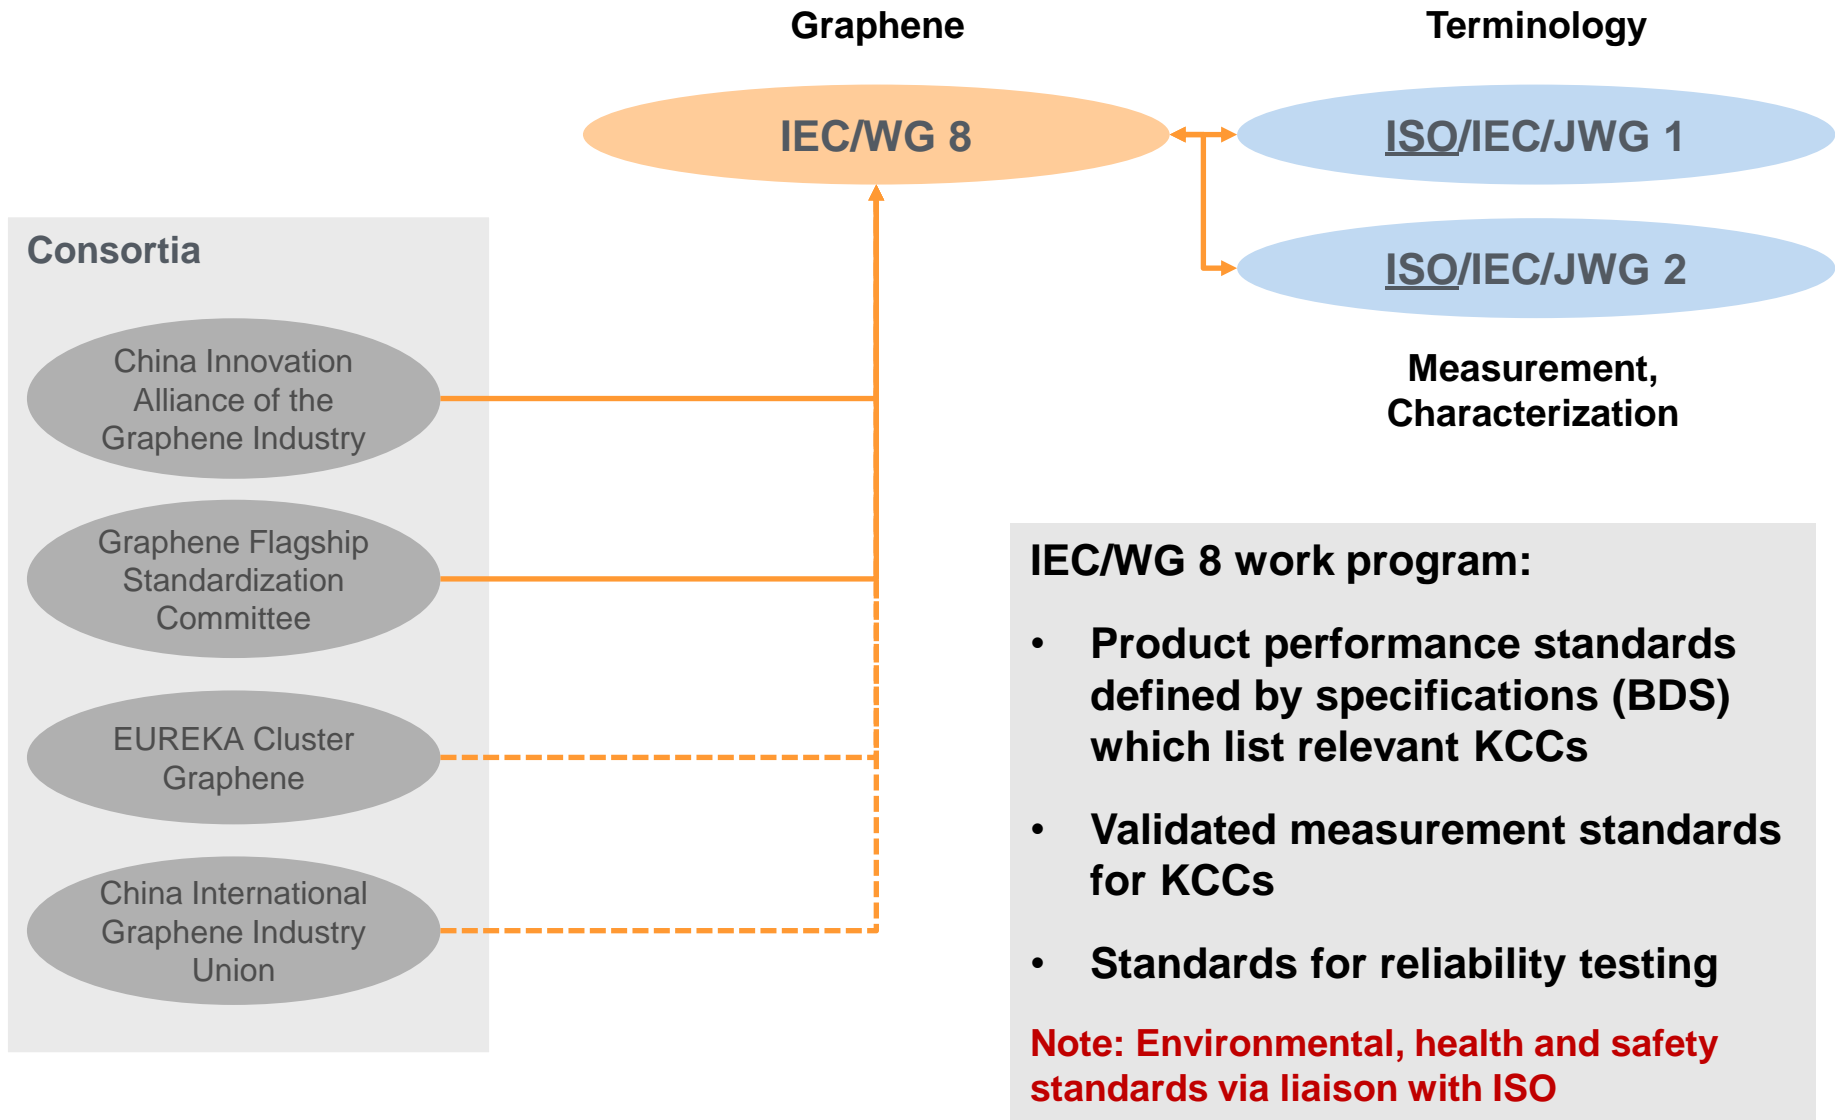 Graphene
Terminology
IEC/WG 8
ISO/IEC/JWG 1
ISO/IEC/JWG 2
Measurement,
Characterization
Consortia
China Innovation
Alliance of the
Graphene Industry
Graphene Flagship
Standardization
Committee
EUREKA Cluster
Graphene
China International
Graphene Industry
Union
IEC/WG 8 work program:
• Product performance standards
defined by specifications (BDS)
which list relevant KCCs
• Validated measurement standards
for KCCs
• Standards for reliability testing
Note: Environmental, health and safety
standards via liaison with ISO